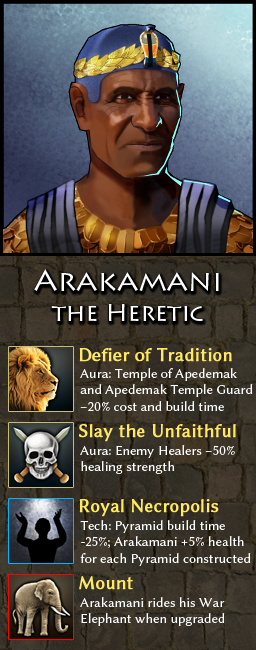 Arakamani
the Heretic
Defier of Tradition
Aura: Temple of Apedemak
and Apedemak Temple Guard
–20% cost and build time
Slay the Unfaithful
Aura: Enemy Healers –50%
healing strength
Royal Necropolis
Tech: Pyramid build time
-25%; Arakamani +5% health
for each Pyramid constructed
Mount
Arakamani rides his War
Elephant when upgraded